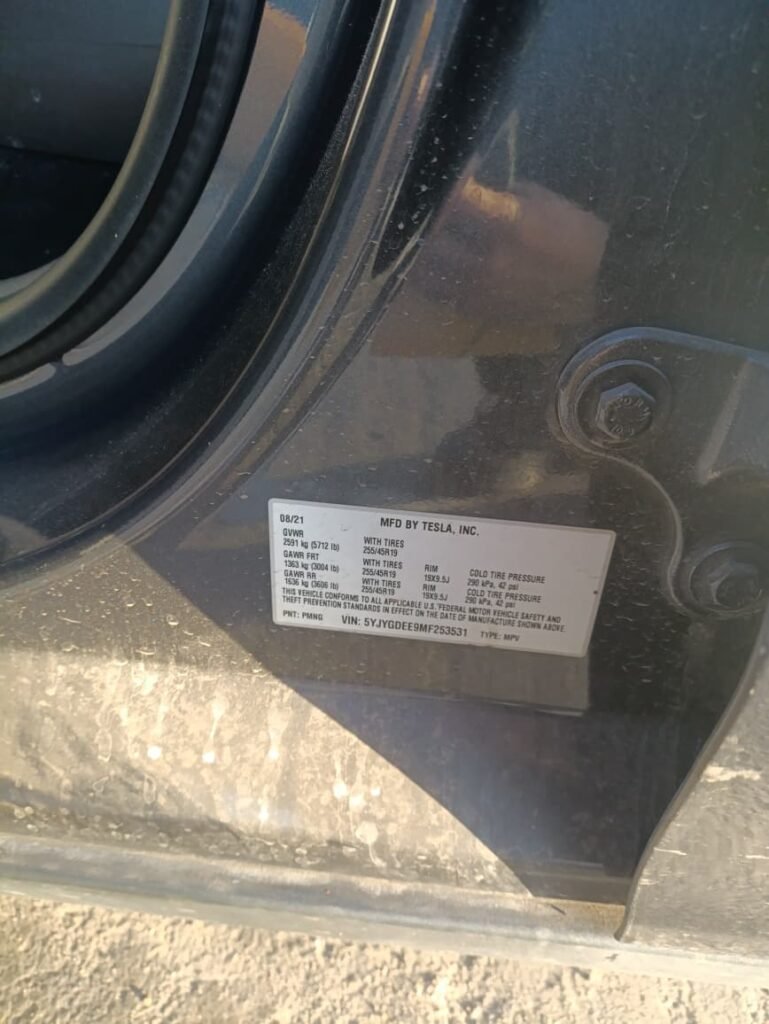 08/21 MFD BY TESLA, INC.
GVWR
2591 kg (5712 lb) WITH TIRES 255/45R19
GAWR FRT
1363 kg (3004 lb) WITH TIRES 255/45R19 RIM 19X9.5J COLD TIRE PRESSURE 290 kPa, 42 psi
GAWR RR
1636 kg (3606 lb) WITH TIRES 255/45R19 RIM 19X9.5J COLD TIRE PRESSURE 290 kPa, 42 psi
THIS VEHICLE CONFORMS TO ALL APPLICABLE U.S. FEDERAL MOTOR VEHICLE SAFETY AND
THEFT PREVENTION STANDARDS IN EFFECT ON THE DATE OF MANUFACTURE SHOWN ABOVE.
PNT: PMNG VIN: 5YJYGDEE9MF253531 TYPE: MPV